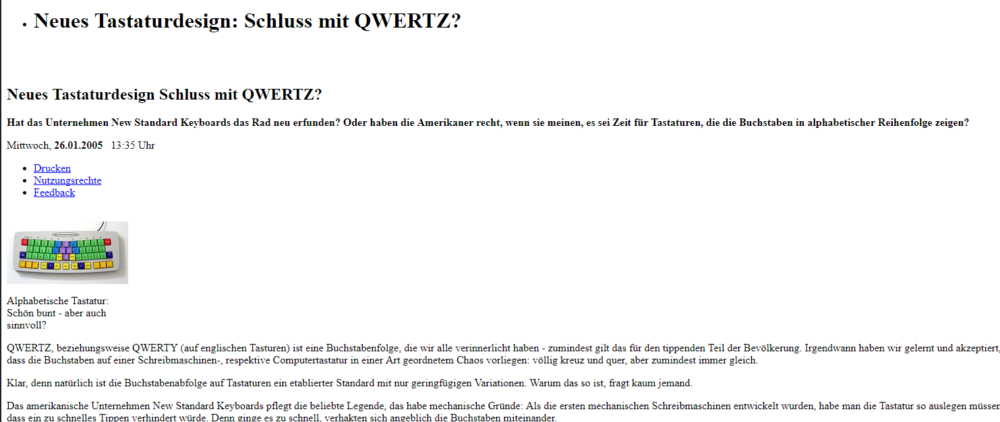 Neues Tastaturdesign: Schluss mit QWERTZ?
Neues Tastaturdesign Schluss mit QWERTZ?
Hat das Unternehmen New Standard Keyboards das Rad neu erfunden? Oder haben die Amerikaner recht, wenn sie meinen, es sei Zeit für Tastaturen, die die Buchstaben in alphabetischer Reihenfolge zeigen?
Mittwoch, 26.01.2005 13:35 Uhr
Drucken
Nutzungsrechte
Feedback
Alphabetische Tastatur:
Schön bunt - aber auch
sinnvoll?
QWERTZ, beziehungsweise QWERTY (auf englischen Tasturen) ist eine Buchstabenfolge, die wir alle verinnerlicht haben - zumindest gilt das für den tippenden Teil der Bevölkerung. Irgendwann haben wir gelernt und akzeptiert,
dass die Buchstaben auf einer Schreibmaschinen-, respektive Computertastatur in einer Art geordnetem Chaos vorliegen: völlig kreuz und quer, aber zumindest immer gleich.
Klar, denn natürlich ist die Buchstabenabfolge auf Tastaturen ein etablierter Standard mit nur geringfügigen Variationen. Warum das so ist, fragt kaum jemand.
Das amerikanische Unternehmen New Standard Keyboards pflegt die beliebte Legende, das habe mechanische Gründe: Als die ersten mechanischen Schreibmaschinen entwickelt wurden, habe man die Tastatur so auslegen müssen
dass ein zu schnelles Tippen verhindert würde. Denn ginge es zu schnell, verhakten sich angeblich die Buchstaben miteinander.